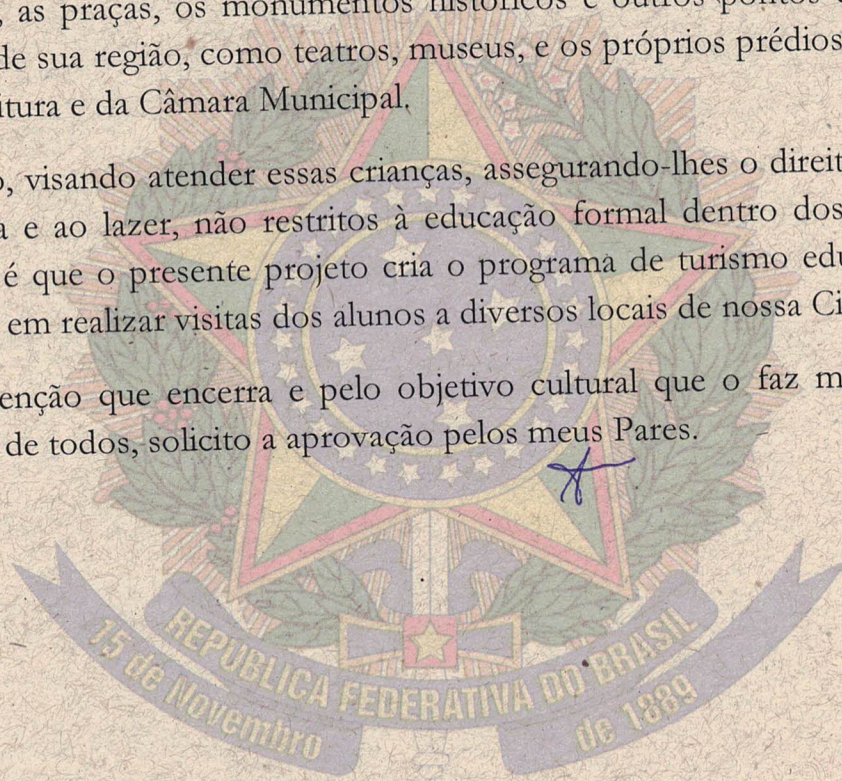 , as praças, os monumentos históricos e outros pontos
de sua região, como teatros, museus, e os próprios prédios
itura e da Câmara Municipal.
o, visando atender essas crianças, assegurando-lhes o direit
a e ao lazer, não restritos à educação formal dentro dos
é que o presente projeto cria o programa de turismo edu
em realizar visitas dos alunos a diversos locais de nossa Ci
enção que encerra e pelo objetivo cultural que o faz m
de todos, solicito a aprovação pelos meus Pares.
REPUBLICA FEDERATIVA DO BRASIL
15 de Novembro de 1889